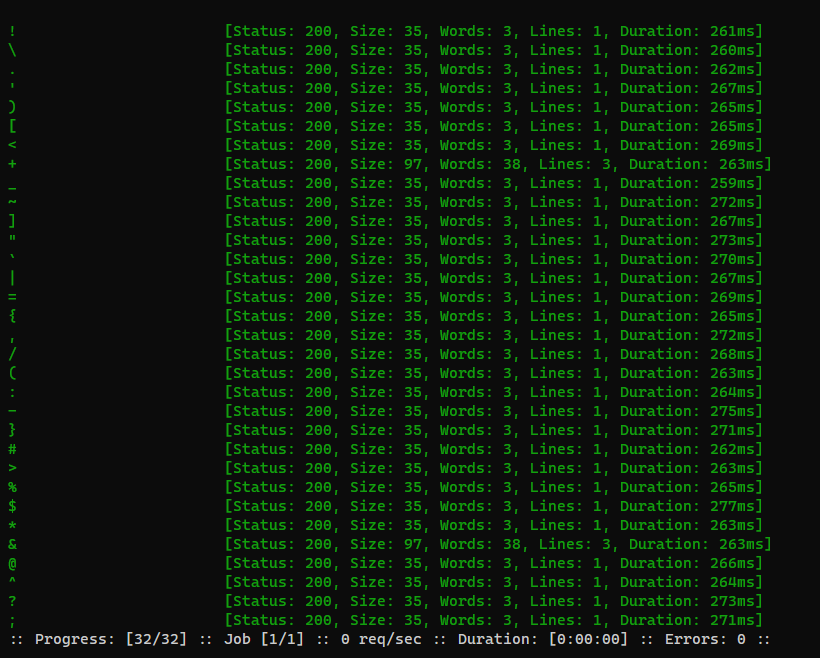 ! [Status: 200, Size: 35, Words: 3, Lines: 1, Duration: 261ms]
\ [Status: 200, Size: 35, Words: 3, Lines: 1, Duration: 260ms]
. [Status: 200, Size: 35, Words: 3, Lines: 1, Duration: 262ms]
' [Status: 200, Size: 35, Words: 3, Lines: 1, Duration: 267ms]
) [Status: 200, Size: 35, Words: 3, Lines: 1, Duration: 265ms]
[ [Status: 200, Size: 35, Words: 3, Lines: 1, Duration: 265ms]
< [Status: 200, Size: 35, Words: 3, Lines: 1, Duration: 269ms]
+ [Status: 200, Size: 97, Words: 38, Lines: 3, Duration: 263ms]
_ [Status: 200, Size: 35, Words: 3, Lines: 1, Duration: 259ms]
~ [Status: 200, Size: 35, Words: 3, Lines: 1, Duration: 272ms]
] [Status: 200, Size: 35, Words: 3, Lines: 1, Duration: 267ms]
" [Status: 200, Size: 35, Words: 3, Lines: 1, Duration: 273ms]
` [Status: 200, Size: 35, Words: 3, Lines: 1, Duration: 270ms]
| [Status: 200, Size: 35, Words: 3, Lines: 1, Duration: 267ms]
= [Status: 200, Size: 35, Words: 3, Lines: 1, Duration: 269ms]
{ [Status: 200, Size: 35, Words: 3, Lines: 1, Duration: 265ms]
, [Status: 200, Size: 35, Words: 3, Lines: 1, Duration: 272ms]
/ [Status: 200, Size: 35, Words: 3, Lines: 1, Duration: 268ms]
( [Status: 200, Size: 35, Words: 3, Lines: 1, Duration: 263ms]
: [Status: 200, Size: 35, Words: 3, Lines: 1, Duration: 264ms]
- [Status: 200, Size: 35, Words: 3, Lines: 1, Duration: 275ms]
} [Status: 200, Size: 35, Words: 3, Lines: 1, Duration: 271ms]
# [Status: 200, Size: 35, Words: 3, Lines: 1, Duration: 262ms]
> [Status: 200, Size: 35, Words: 3, Lines: 1, Duration: 263ms]
% [Status: 200, Size: 35, Words: 3, Lines: 1, Duration: 265ms]
$ [Status: 200, Size: 35, Words: 3, Lines: 1, Duration: 277ms]
* [Status: 200, Size: 35, Words: 3, Lines: 1, Duration: 263ms]
& [Status: 200, Size: 97, Words: 38, Lines: 3, Duration: 263ms]
@ [Status: 200, Size: 35, Words: 3, Lines: 1, Duration: 266ms]
^ [Status: 200, Size: 35, Words: 3, Lines: 1, Duration: 264ms]
? [Status: 200, Size: 35, Words: 3, Lines: 1, Duration: 273ms]
; [Status: 200, Size: 35, Words: 3, Lines: 1, Duration: 271ms]
:: Progress: [32/32] :: Job [1/1] :: 0 req/sec :: Duration: [0:00:00] :: Errors: 0 ::